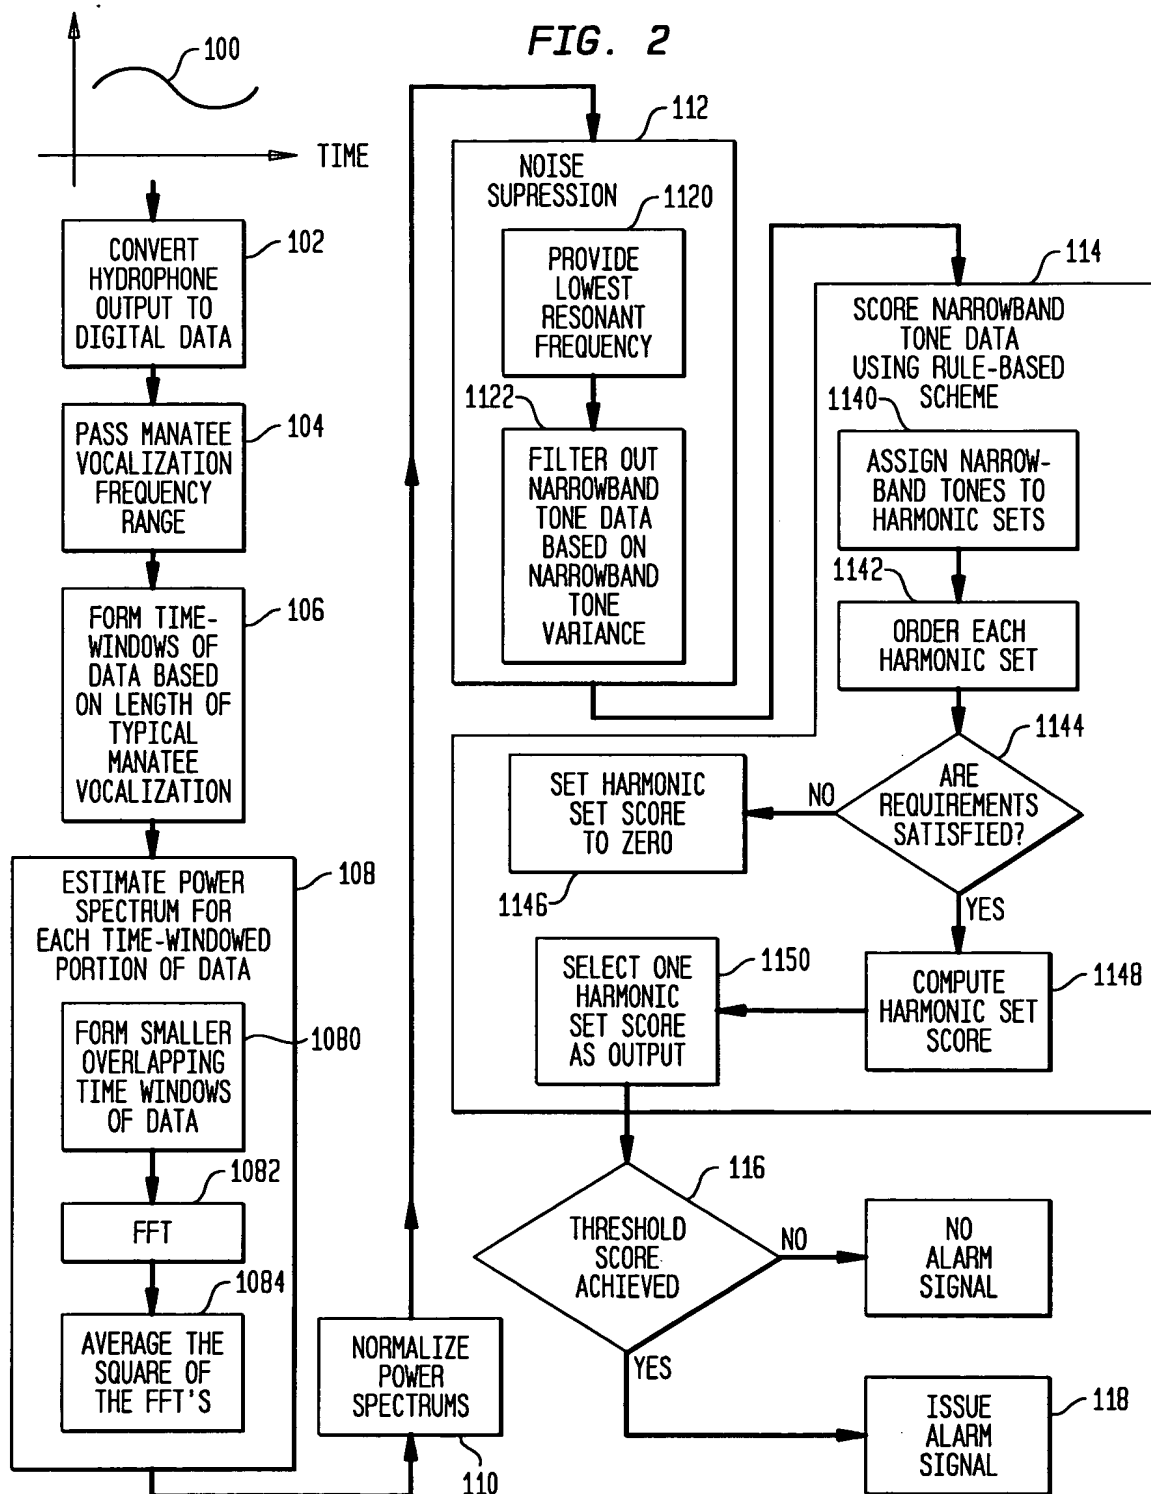 FIG. 2
100
TIME
102
CONVERT
HYDROPHONE
OUTPUT TO
DIGITAL DATA
104
PASS MANATEE
VOCALIZATION
FREQUENCY
RANGE
106
FORM TIME-
WINDOWS OF
DATA BASED
ON LENGTH OF
TYPICAL
MANATEE
VOCALIZATION
108
ESTIMATE POWER
SPECTRUM FOR
EACH TIME-WINDOWED
PORTION OF DATA
1080
FORM SMALLER
OVERLAPPING
TIME WINDOWS
OF DATA
1082
FFT
1084
AVERAGE THE
SQUARE OF
THE FFT'S
NORMALIZE
POWER
SPECTRUMS
110
112
NOISE
SUPRESSION
1120
PROVIDE
LOWEST
RESONANT
FREQUENCY
1122
FILTER OUT
NARROWBAND
TONE DATA
BASED ON
NARROWBAND
TONE
VARIANCE
114
SCORE NARROWBAND
TONE DATA
USING RULE-BASED
SCHEME
1140
ASSIGN NARROW-
BAND TONES TO
HARMONIC SETS
1142
ORDER EACH
HARMONIC SET
1144
ARE
REQUIREMENTS
SATISFIED?
NO
SET HARMONIC
SET SCORE
TO ZERO
1146
YES
COMPUTE
HARMONIC SET
SCORE
1148
1150
SELECT ONE
HARMONIC
SET SCORE
AS OUTPUT
116
THRESHOLD
SCORE
ACHIEVED
NO
NO
ALARM
SIGNAL
YES
ISSUE
ALARM
SIGNAL
118